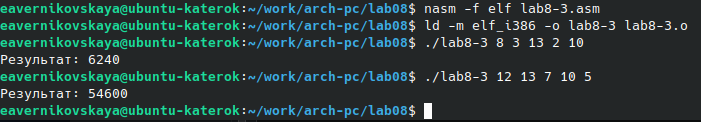 eavernikovskaya@ubuntu-katerok:~/work/arch-pc/lab08$ nasm -f elf lab8-3.asm
eavernikovskaya@ubuntu-katerok:~/work/arch-pc/lab08$ ld -m elf_i386 -o lab8-3 lab8-3.o
eavernikovskaya@ubuntu-katerok:~/work/arch-pc/lab08$ ./lab8-3 8 3 13 2 10
Результат: 6240
eavernikovskaya@ubuntu-katerok:~/work/arch-pc/lab08$ ./lab8-3 12 13 7 10 5
Результат: 54600
eavernikovskaya@ubuntu-katerok:~/work/arch-pc/lab08$